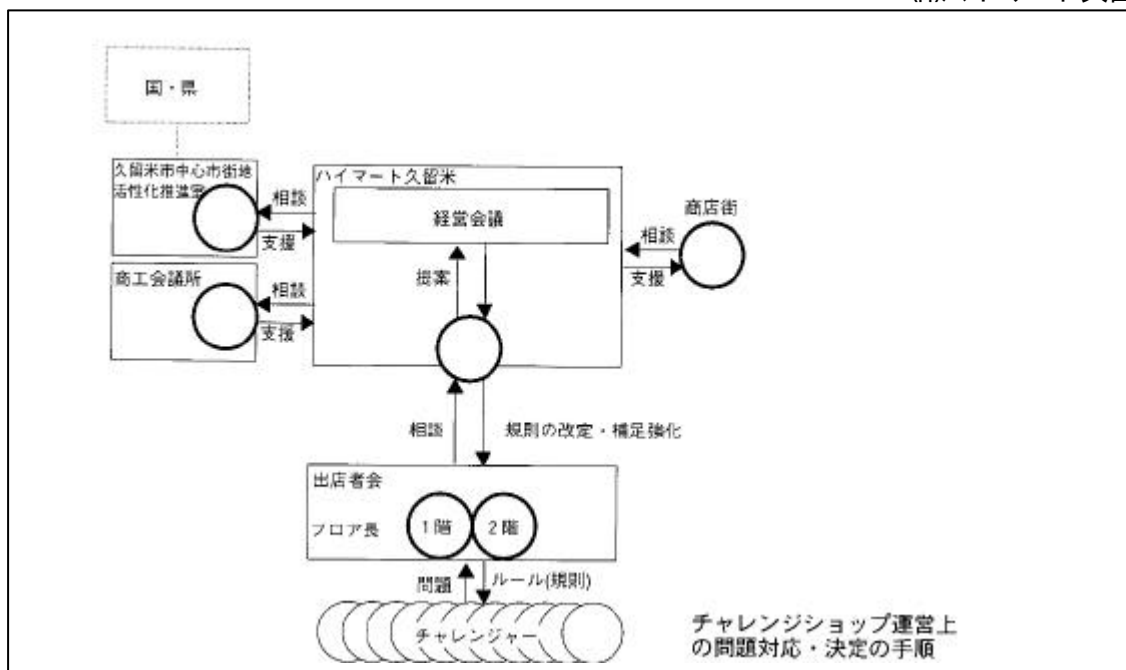 国・県
久留米市中心市街地
活性化推進室
相談
支援
商工会議所
相談
支援
ハイマート久留米
経営会議
提案
商店街
相談
支援
相談
規則の改定・補足強化
出店者会
フロア長
1階
2階
問題
ルール(規則)
チャレンジャー
チャレンジショップ運営上
の問題対応・決定の手順